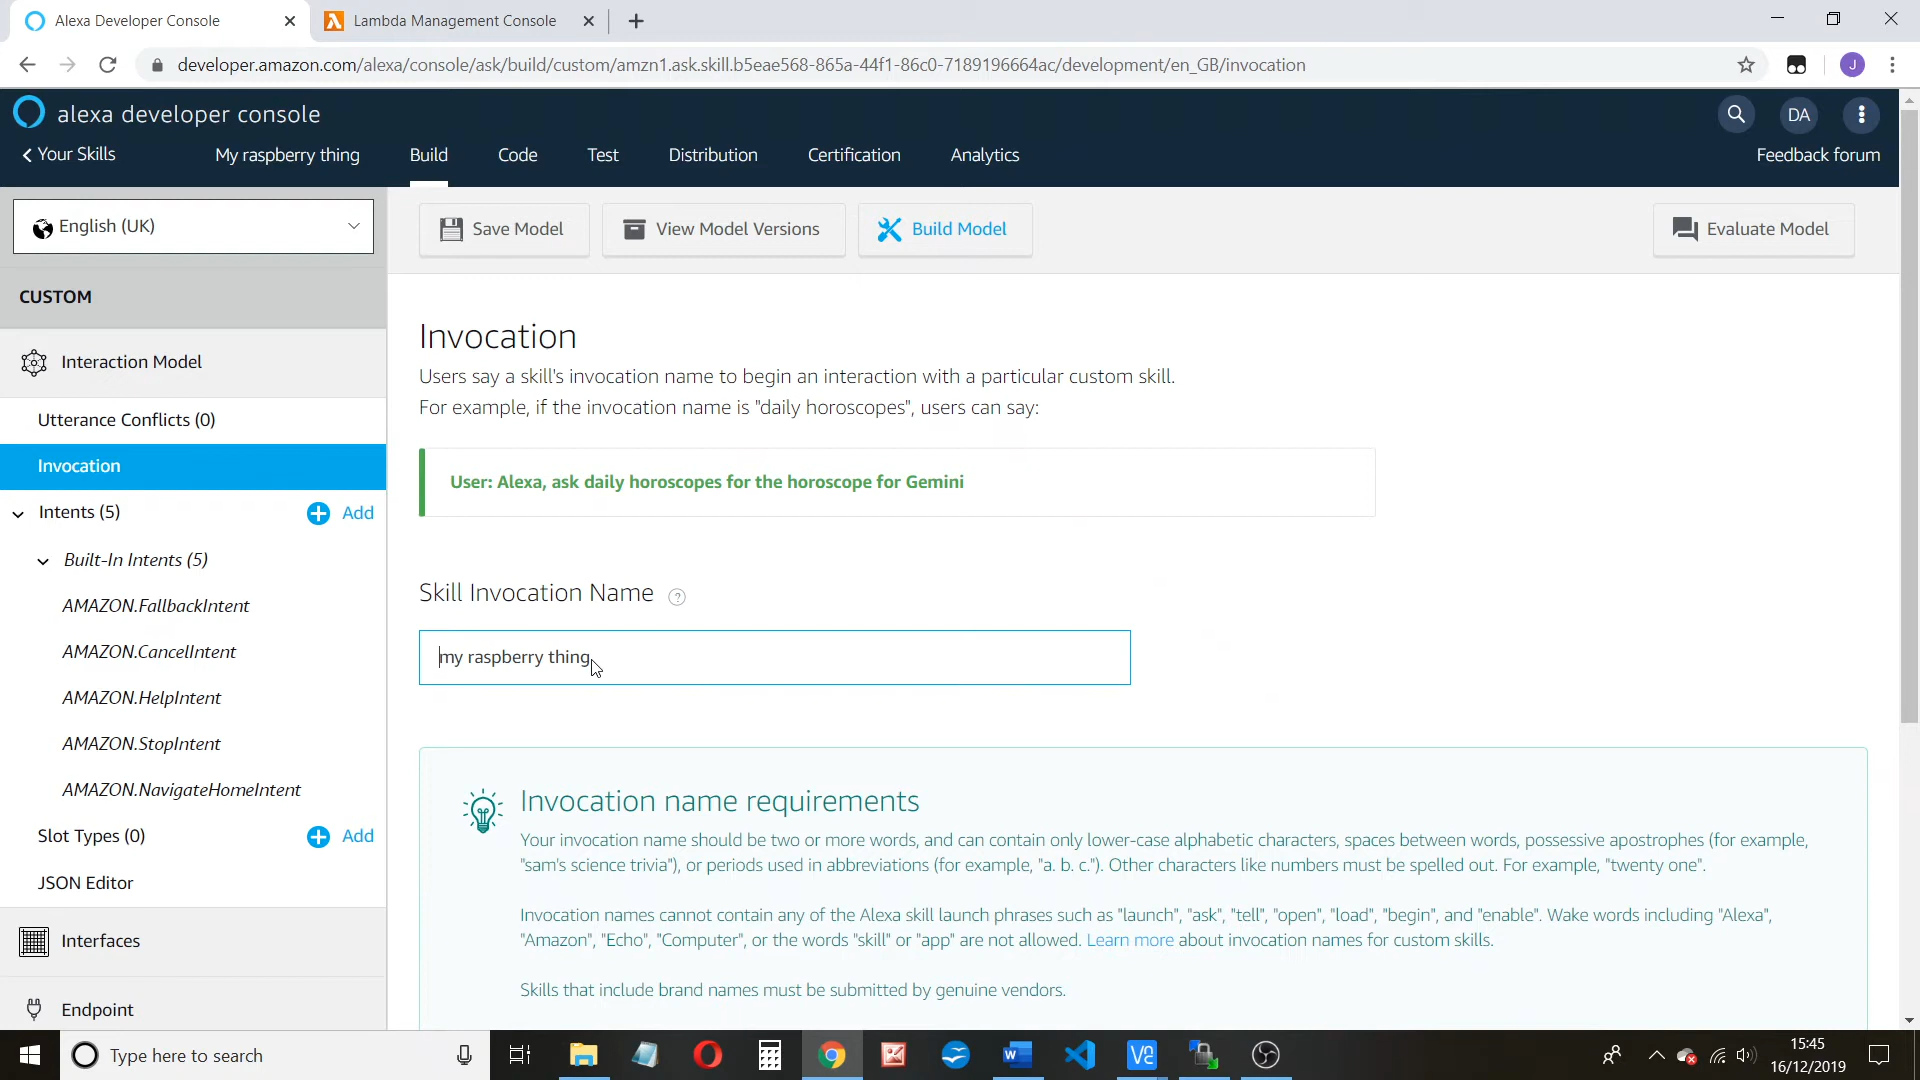 Alexa Developer Console
Lambda Management Console
developer.amazon.com/alexa/console/ask/build/custom/amzn1.ask.skill.b5eae568-865a-44f1-86c0-7189196664ac/development/en_GB/invocation
J
alexa developer console
DA
Your Skills
My raspberry thing
Build
Code
Test
Distribution
Certification
Analytics
Feedback forum
English (UK)
Save Model
View Model Versions
Build Model
Evaluate Model
CUSTOM
Interaction Model
Utterance Conflicts (0)
Invocation
Intents (5)
Add
Built-In Intents (5)
AMAZON.FallbackIntent
AMAZON.CancelIntent
AMAZON.HelpIntent
AMAZON.StopIntent
AMAZON.NavigateHomeIntent
Slot Types (0)
Add
JSON Editor
Interfaces
Endpoint
Invocation
Users say a skill's invocation name to begin an interaction with a particular custom skill.
For example, if the invocation name is "daily horoscopes", users can say:
User: Alexa, ask daily horoscopes for the horoscope for Gemini
Skill Invocation Name ?
my raspberry thing
Invocation name requirements
Your invocation name should be two or more words, and can contain only lower-case alphabetic characters, spaces between words, possessive apostrophes (for example,
"sam's science trivia"), or periods used in abbreviations (for example, "a. b. c."). Other characters like numbers must be spelled out. For example, "twenty one".
Invocation names cannot contain any of the Alexa skill launch phrases such as "launch", "ask", "tell", "open", "load", "begin", and "enable". Wake words including "Alexa",
"Amazon", "Echo", "Computer", or the words "skill" or "app" are not allowed. Learn more about invocation names for custom skills.
Skills that include brand names must be submitted by genuine vendors.
Type here to search
15:45
16/12/2019